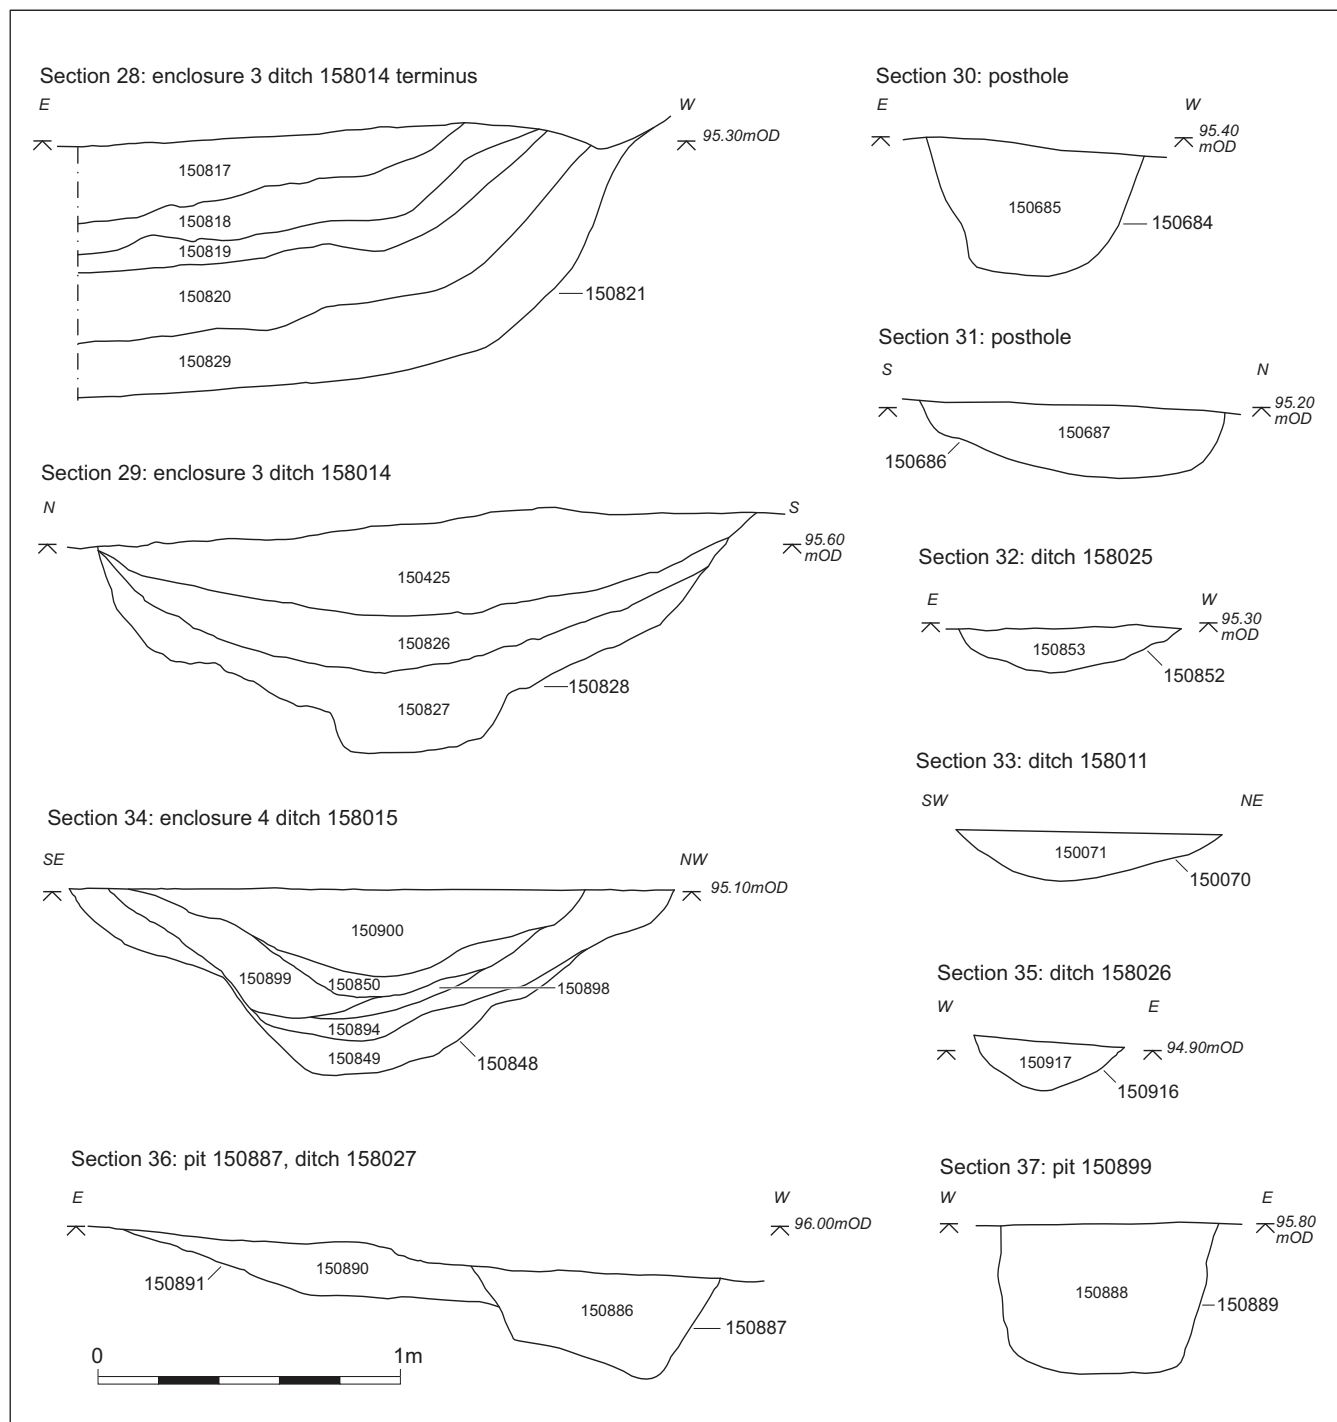 Section 28: enclosure 3 ditch 158014 terminus
E
W
95.30mOD
150817
150818
150819
150820
150821
150829
Section 29: enclosure 3 ditch 158014
N
S
95.60
mOD
150425
150826
150827
150828
Section 34: enclosure 4 ditch 158015
SE
NW
95.10mOD
150900
150899
150850
150898
150894
150849
150848
Section 36: pit 150887, ditch 158027
E
W
96.00mOD
150891
150890
150886
150887
0
1m
Section 30: posthole
E
W
95.40
mOD
150685
150684
Section 31: posthole
S
N
95.20
mOD
150687
150686
Section 32: ditch 158025
E
W
95.30
mOD
150853
150852
Section 33: ditch 158011
SW
NE
150071
150070
Section 35: ditch 158026
W
E
94.90mOD
150917
150916
Section 37: pit 150899
W
E
95.80
mOD
150888
150889